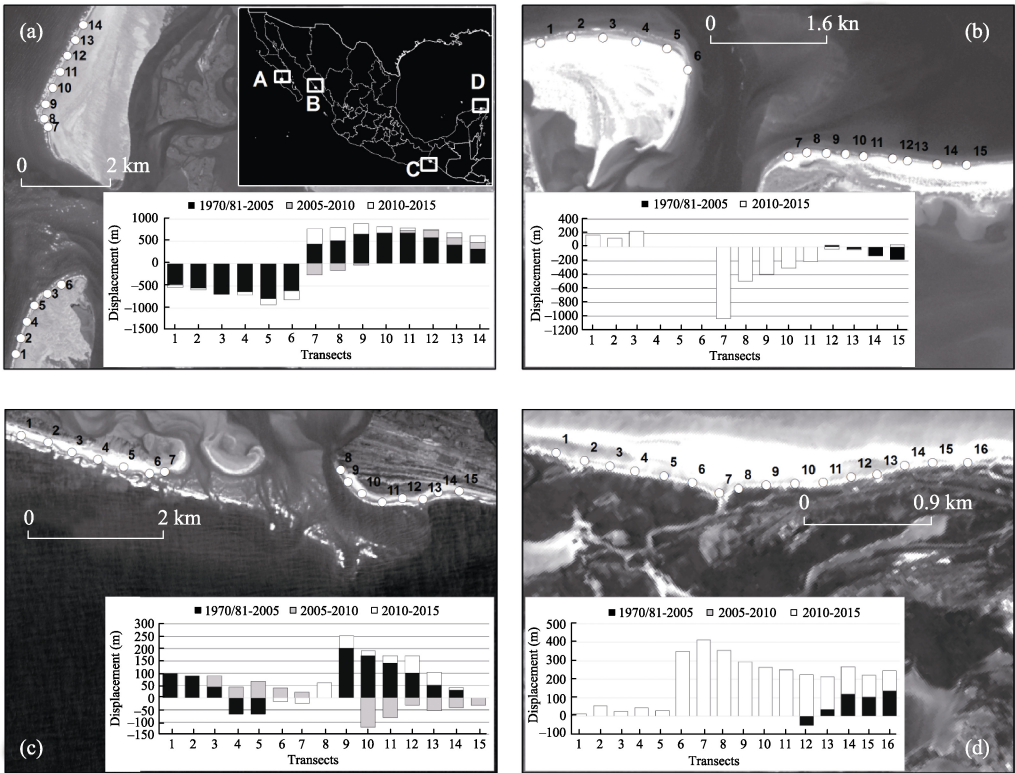 (a)
14
13
12
11
10
9
8
7
0 2 km
6
5 3
4
2
1
A
B
C
D
1970/81-2005 2005-2010 2010-2015
Displacement (m)
1000
500
0
−500
−1000
−1500
1 2 3 4 5 6 7 8 9 10 11 12 13 14
Transects
(b)
1 2 3 4 5 6
0 1.6 kn
7 8 9 10 11 12 13 14 15
1970/81-2005 2010-2015
Displacement (m)
400
200
0
−200
−400
−600
−800
−1000
−1200
1 2 3 4 5 6 7 8 9 10 11 12 13 14 15
Transects
(c)
1 2 3 4 5 6 7
8
9
10 11 12 13 14 15
0 2 km
1970/81-2005 2005-2010 2010-2015
Displacement (m)
300
250
200
150
100
50
0
−50
−100
−150
1 2 3 4 5 6 7 8 9 10 11 12 13 14 15
Transects
(d)
1 2 3 4 5 6 7 8 9 10 11 12 13 14 15 16
0 0.9 km
1970/81-2005 2005-2010 2010-2015
Displacement (m)
500
400
300
200
100
0
−100
1 2 3 4 5 6 7 8 9 10 11 12 13 14 15 16
Transects